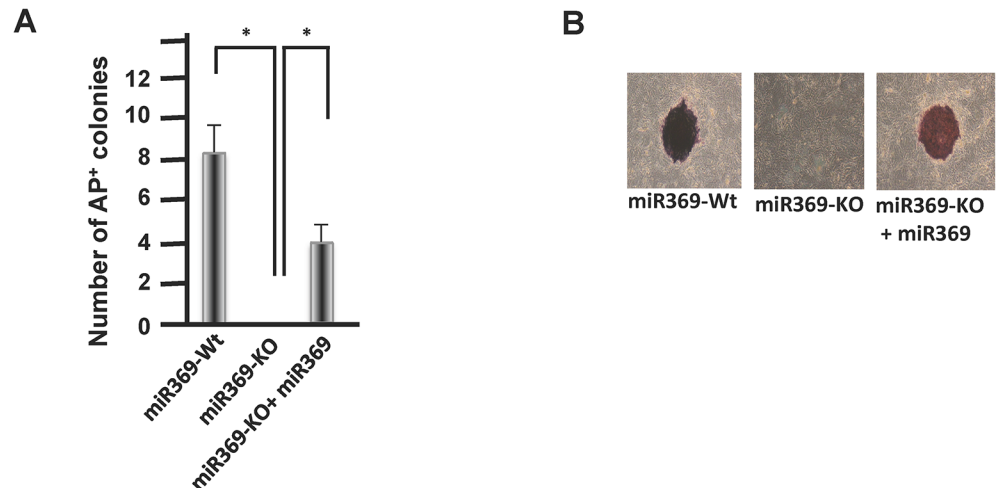 A
Number of AP+ colonies
12
10
8
6
4
2
0
*
*
miR369-Wt
miR369-KO
miR369-KO+ miR369
B
miR369-Wt
miR369-KO
miR369-KO
+ miR369